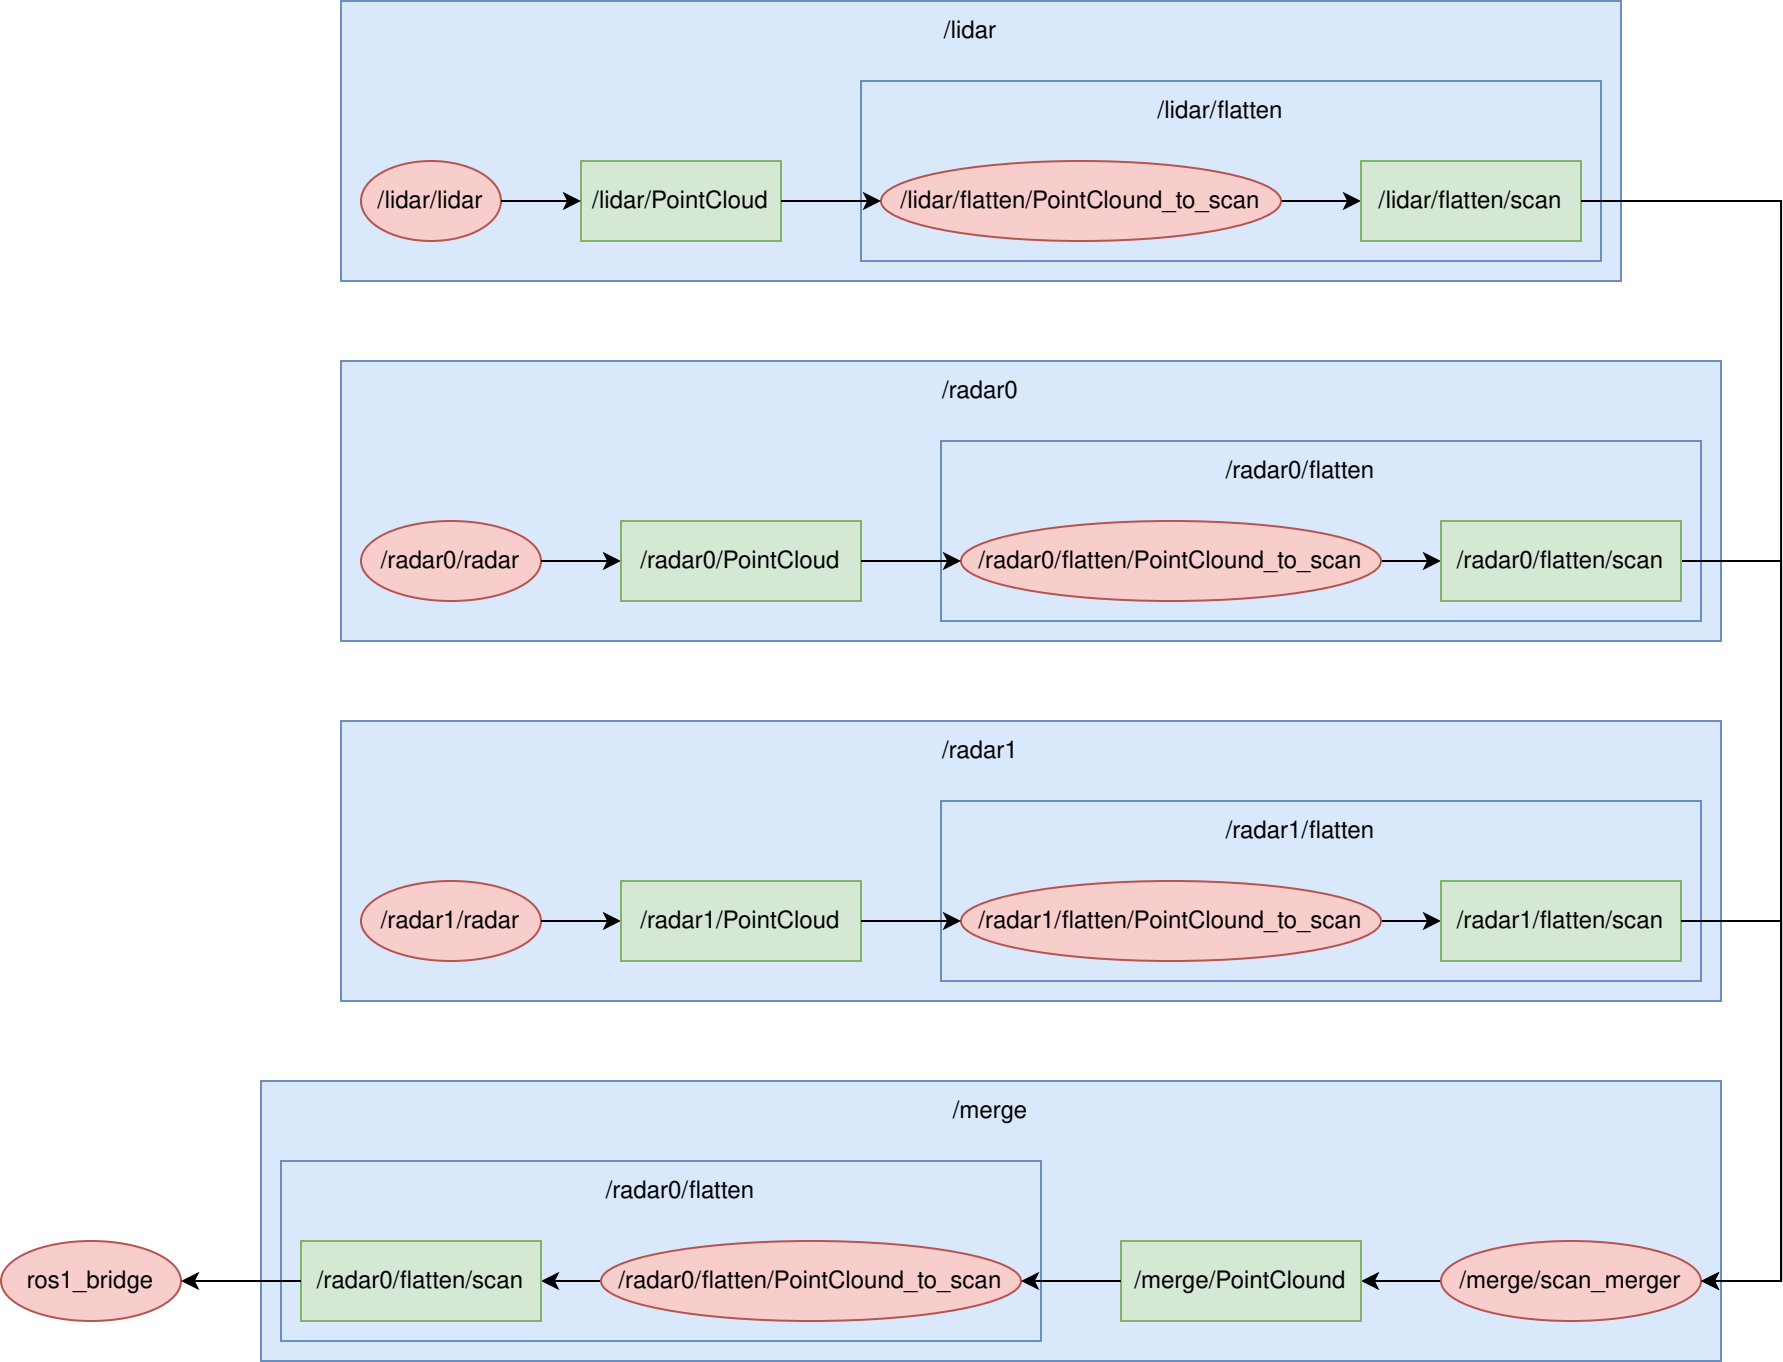 /lidar
/lidar/flatten
/lidar/lidar
/lidar/PointCloud
/lidar/flatten/PointClound_to_scan
/lidar/flatten/scan
/radar0
/radar0/flatten
/radar0/radar
/radar0/PointCloud
/radar0/flatten/PointClound_to_scan
/radar0/flatten/scan
/radar1
/radar1/flatten
/radar1/radar
/radar1/PointCloud
/radar1/flatten/PointClound_to_scan
/radar1/flatten/scan
/merge
/radar0/flatten
ros1_bridge
/radar0/flatten/scan
/radar0/flatten/PointClound_to_scan
/merge/PointClound
/merge/scan_merger